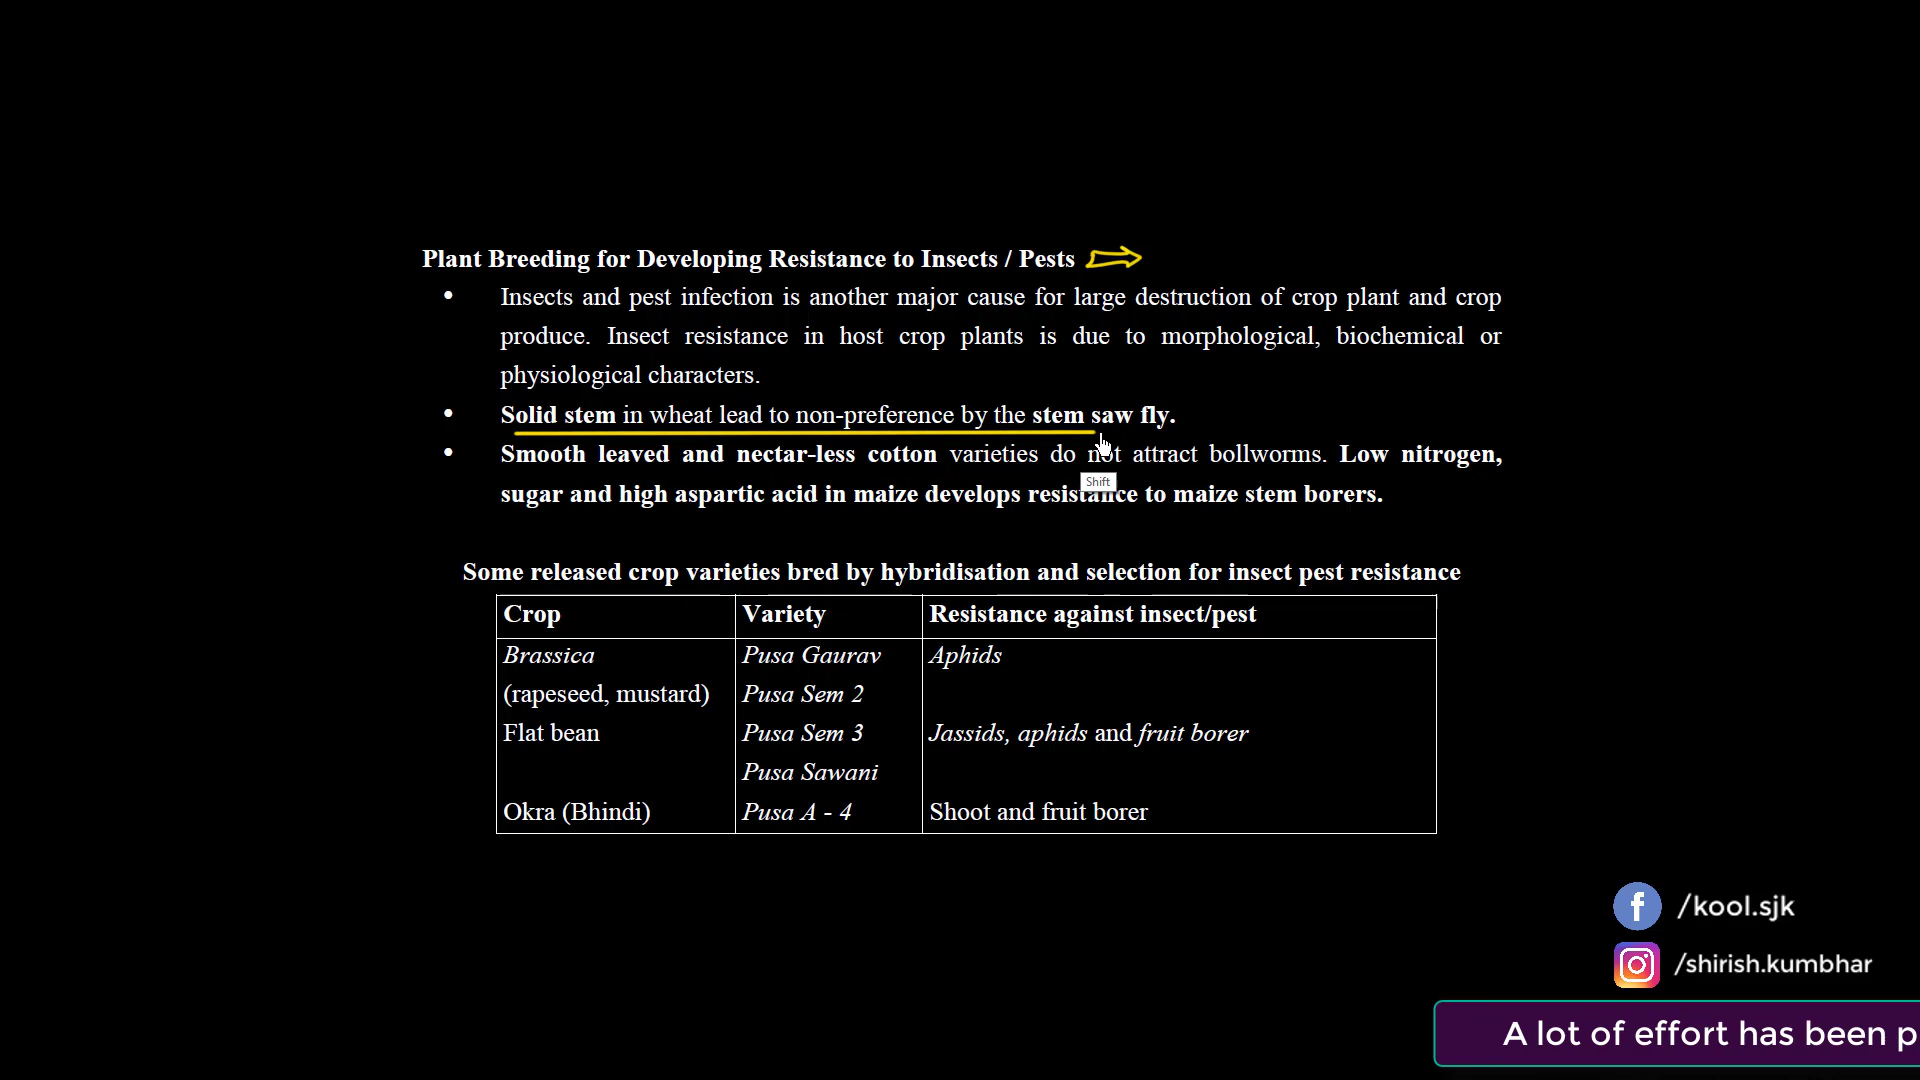 Plant Breeding for Developing Resistance to Insects / Pests
• Insects and pest infection is another major cause for large destruction of crop plant and crop
produce. Insect resistance in host crop plants is due to morphological, biochemical or
physiological characters.
• Solid stem in wheat lead to non-preference by the stem saw fly.
• Smooth leaved and nectar-less cotton varieties do not attract bollworms. Low nitrogen,
Shift
sugar and high aspartic acid in maize develops resistance to maize stem borers.
Some released crop varieties bred by hybridisation and selection for insect pest resistance
Crop Variety Resistance against insect/pest
Brassica Pusa Gaurav Aphids
(rapeseed, mustard) Pusa Sem 2
Flat bean Pusa Sem 3 Jassids, aphids and fruit borer
Pusa Sawani
Okra (Bhindi) Pusa A - 4 Shoot and fruit borer
/kool.sjk
/shirish.kumbhar
A lot of effort has been p